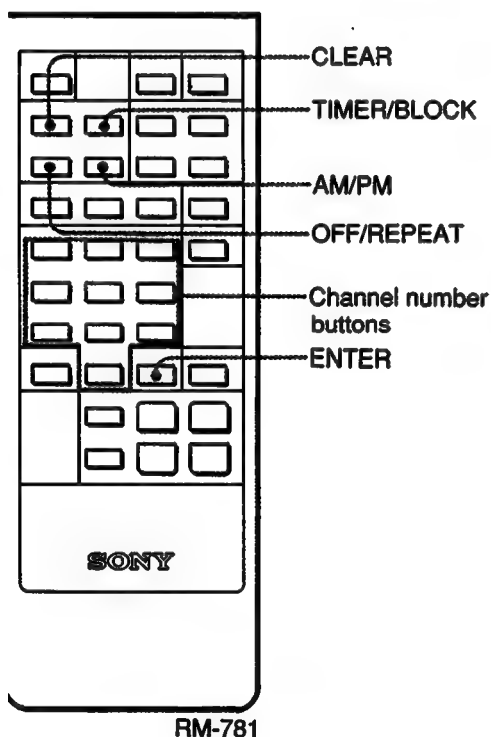 CLEAR
TIMER/BLOCK
AM/PM
OFF/REPEAT
Channel number
buttons
ENTER
SONY
RM-781